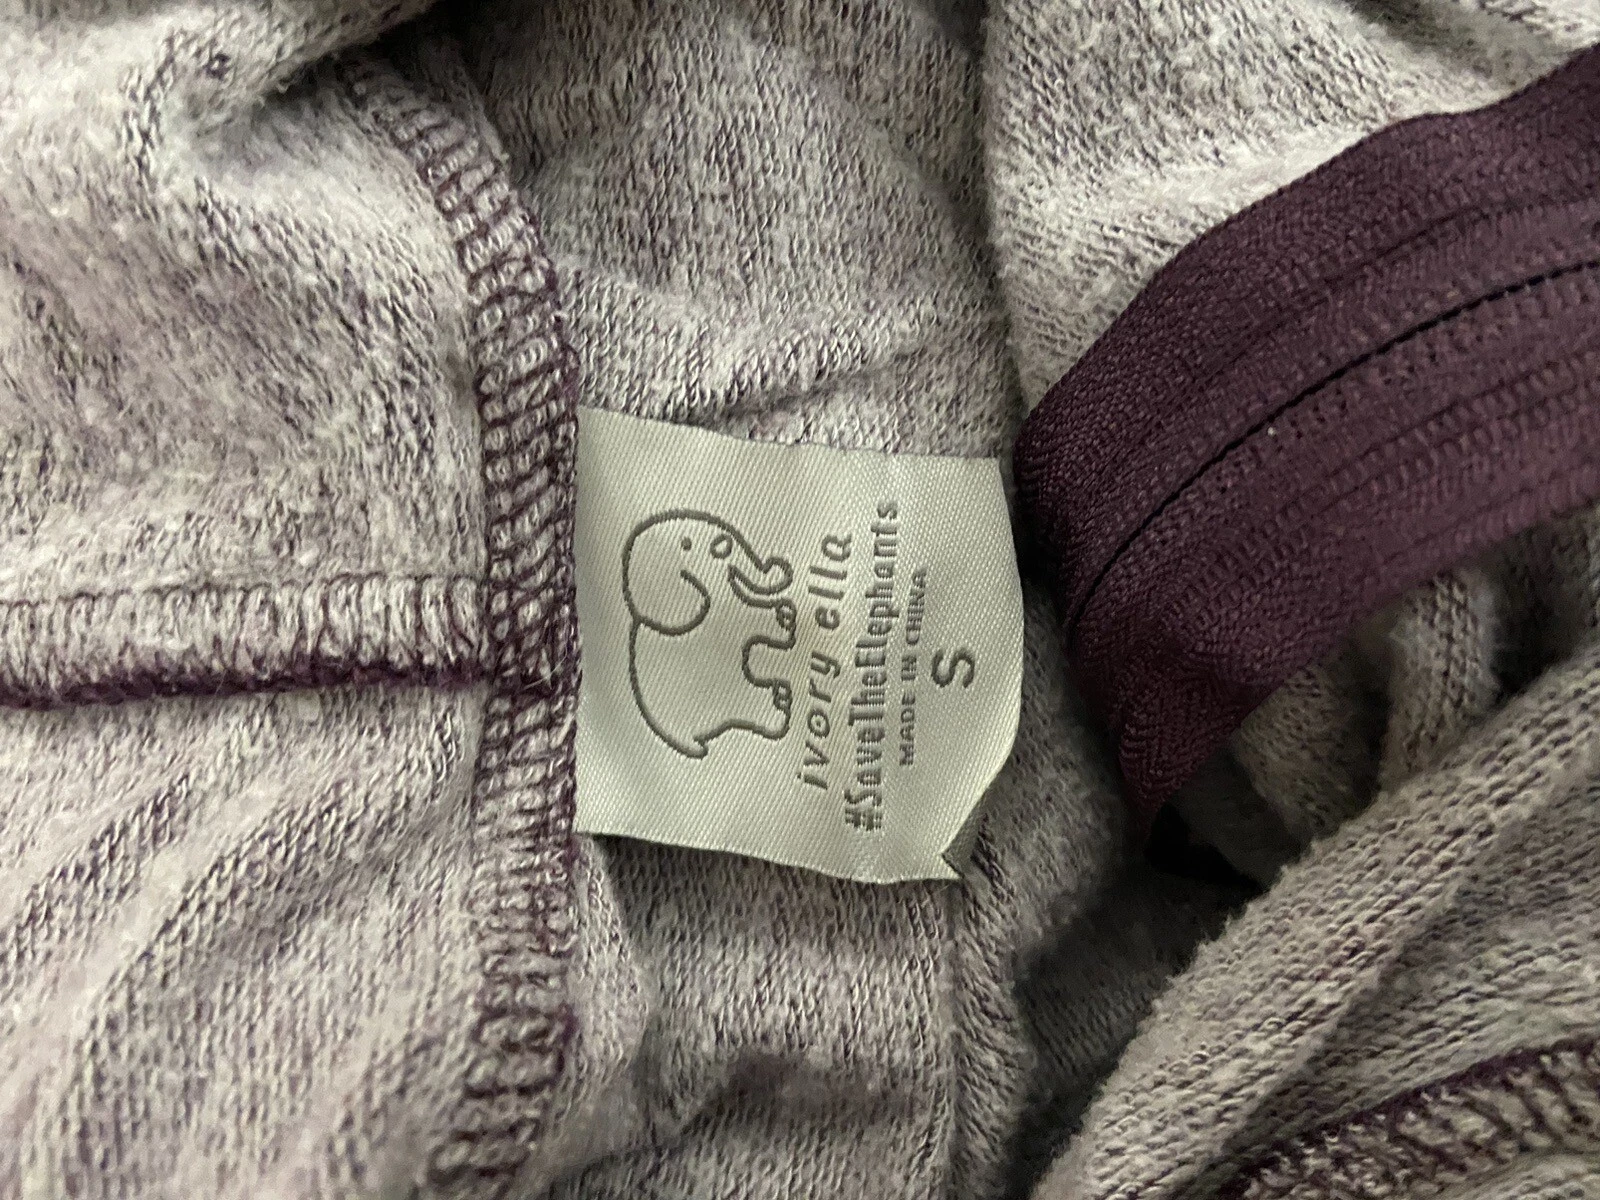 ivory ella
#SaveTheElephants
MADE IN CHINA
S